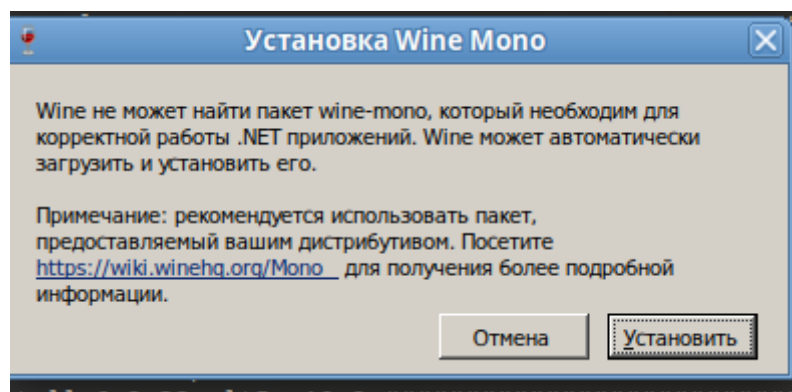 Установка Wine Mono
Wine не может найти пакет wine-mono, который необходим для
корректной работы .NET приложений. Wine может автоматически
загрузить и установить его.
Примечание: рекомендуется использовать пакет,
предоставляемый вашим дистрибутивом. Посетите
https://wiki.winehq.org/Mono для получения более подробной
информации.
Отмена
Установить